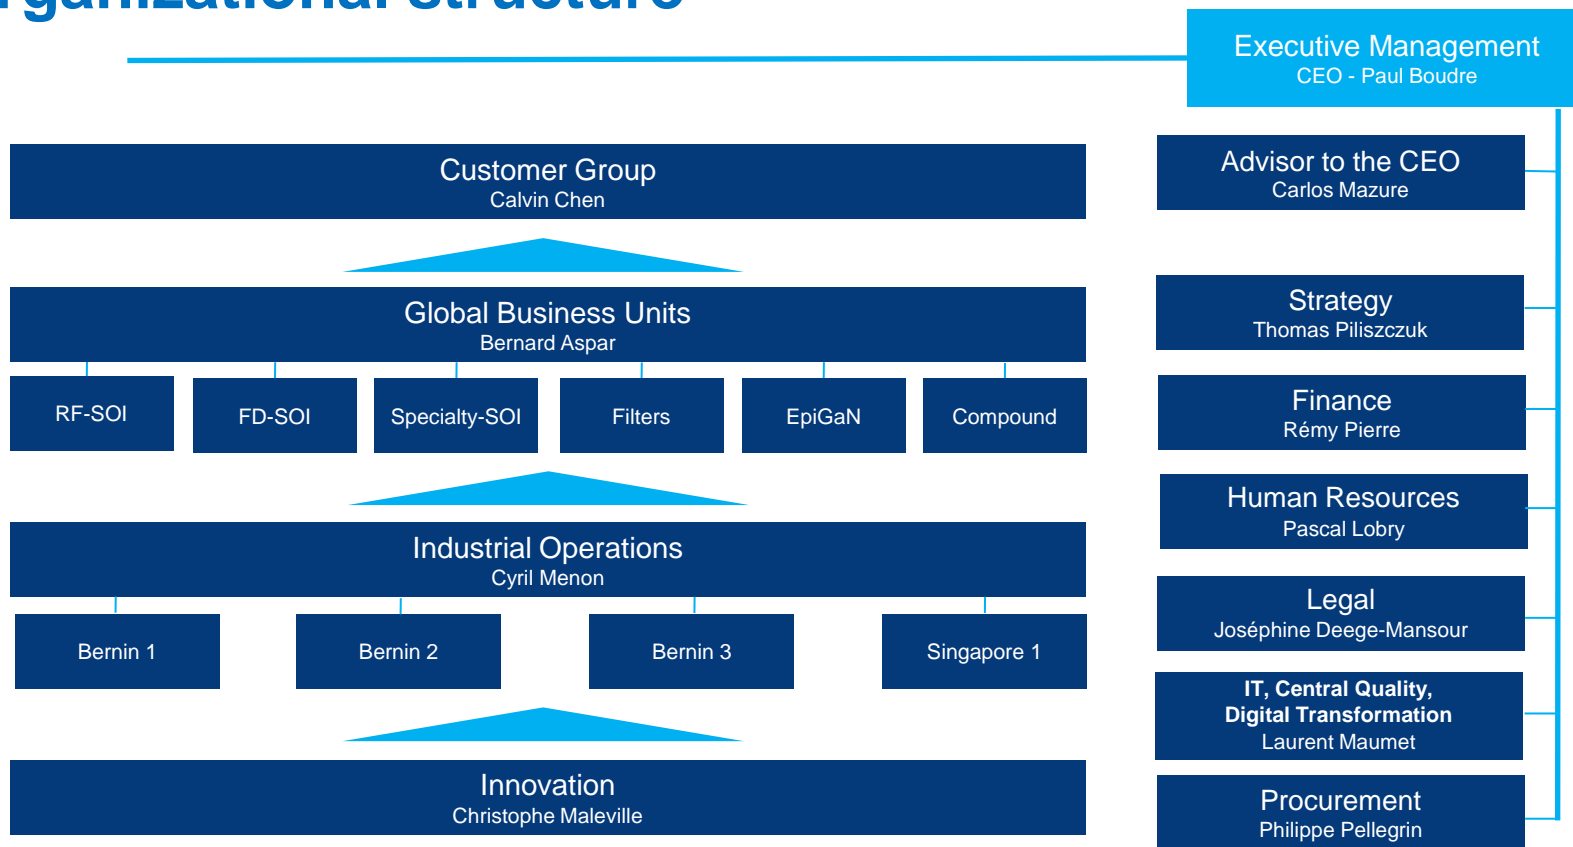 rganizational structure
Executive Management
CEO - Paul Boudre
Customer Group
Calvin Chen
Advisor to the CEO
Carlos Mazure
Global Business Units
Bernard Aspar
Strategy
Thomas Piliszczuk
RF-SOI
FD-SOI
Specialty-SOI
Filters
EpiGaN
Compound
Finance
Rémy Pierre
Human Resources
Pascal Lobry
Industrial Operations
Cyril Menon
Bernin 1
Bernin 2
Bernin 3
Singapore 1
Legal
Joséphine Deege-Mansour
IT, Central Quality,
Digital Transformation
Laurent Maumet
Innovation
Christophe Maleville
Procurement
Philippe Pellegrin